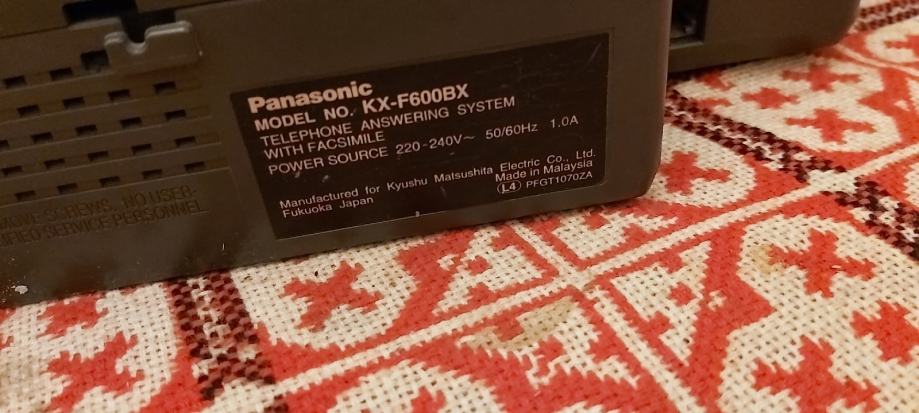 Panasonic
MODEL NO. KX-F600BX
TELEPHONE ANSWERING SYSTEM
WITH FACSIMILE
POWER SOURCE 220-240V~ 50/60Hz 1.0A
Manufactured for Kyushu Matsushita Electric Co., Ltd.
Fukuoka Japan
Made in Malaysia
L4 PFGT1070ZA
SCREWS. NO USER-
SERVICE PERSONNEL